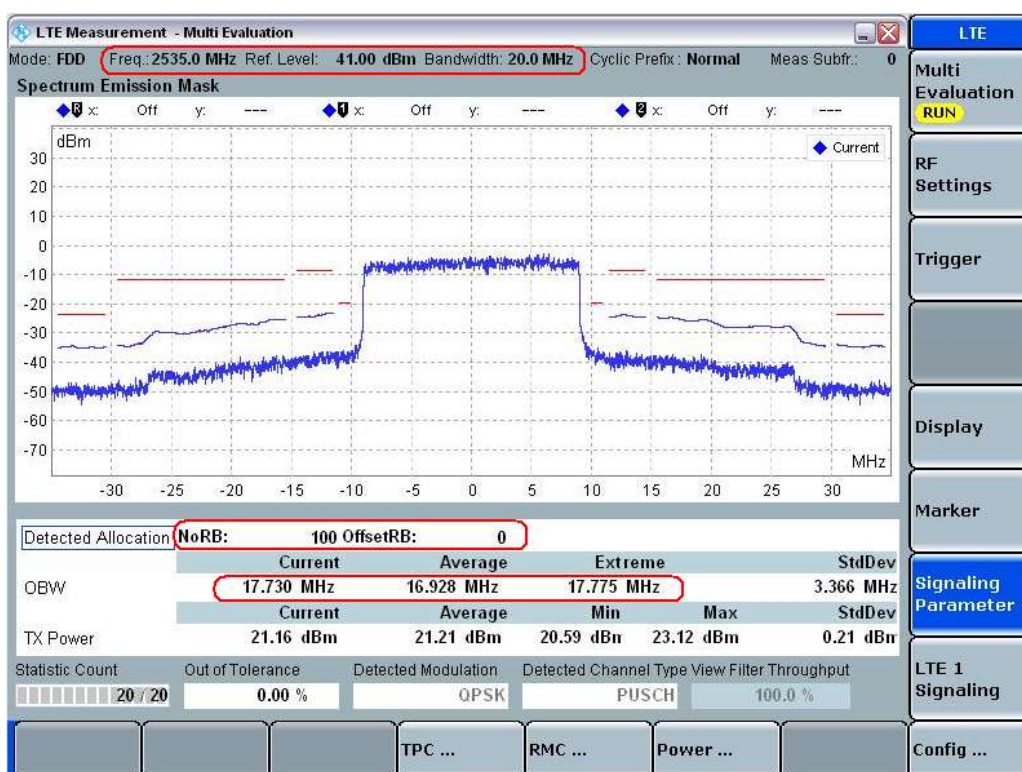 LTE Measurement - Multi Evaluation
LTE
Mode: FDD Freq.: 2535.0 MHz Ref. Level: 41.00 dBm Bandwidth: 20.0 MHz Cyclic Prefix : Normal Meas Subfr.: 0
Spectrum Emission Mask
R x: Off y: --- 1 x: Off y: --- 2 x: Off y: ---
dBm
Current
30
20
10
0
-10
-20
-30
-40
-50
-60
-70
MHz
-30 -25 -20 -15 -10 -5 0 5 10 15 20 25 30
Detected Allocation NoRB: 100 OffsetRB: 0
Current Average Extreme StdDev
OBW 17.730 MHz 16.928 MHz 17.775 MHz 3.366 MHz
Current Average Min Max StdDev
TX Power 21.16 dBm 21.21 dBm 20.59 dBm 23.12 dBm 0.21 dBm
Statistic Count Out of Tolerance Detected Modulation Detected Channel Type View Filter Throughput
20 / 20 0.00 % QPSK PUSCH 100.0 %
Multi
Evaluation
RUN
RF
Settings
Trigger
Display
Marker
Signaling
Parameter
LTE 1
Signaling
TPC ... RMC ... Power ... Config ...